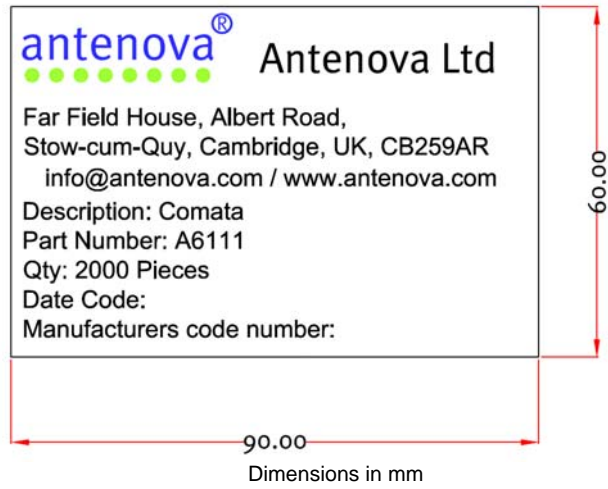 antenova®
Antenova Ltd
Far Field House, Albert Road,
Stow-cum-Quy, Cambridge, UK, CB259AR
info@antenova.com / www.antenova.com
Description: Comata
Part Number: A6111
Qty: 2000 Pieces
Date Code:
Manufacturers code number:
60.00
90.00
Dimensions in mm